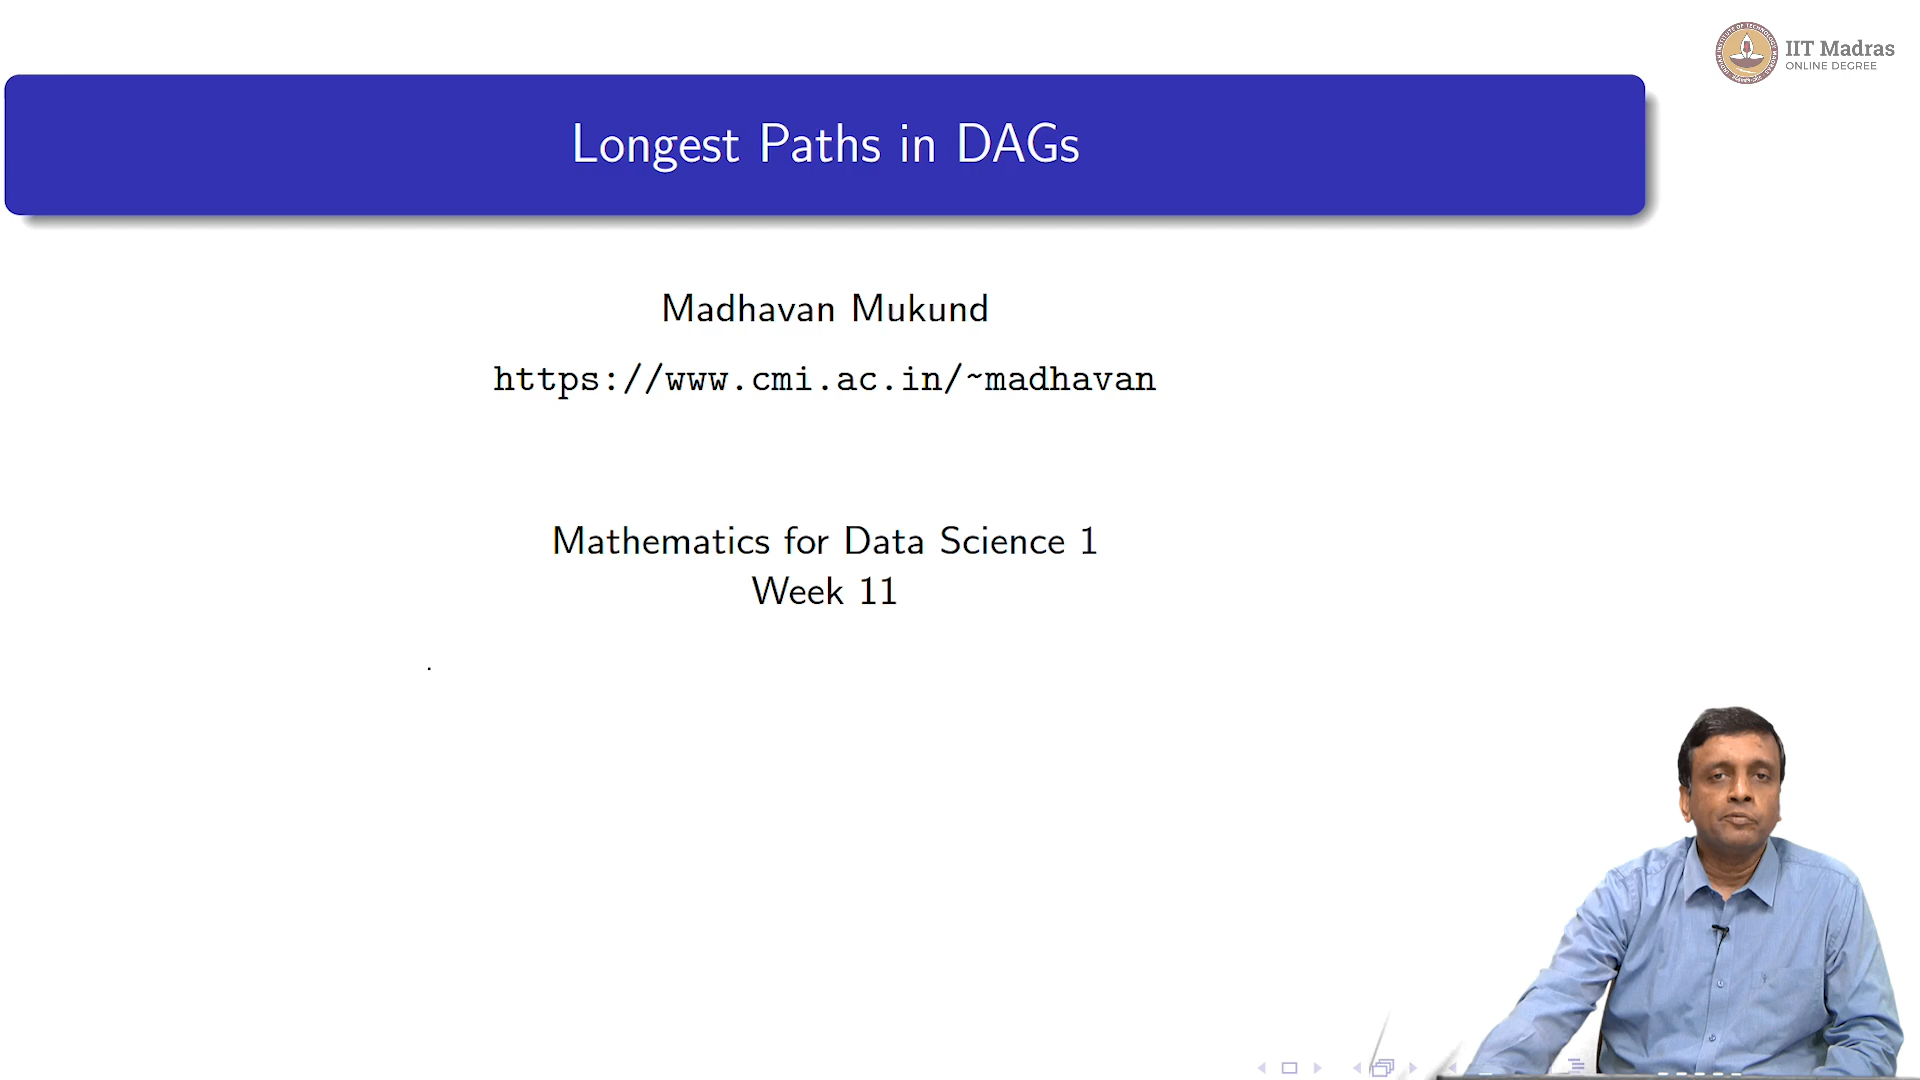 IIT Madras
ONLINE DEGREE
Longest Paths in DAGs
Madhavan Mukund
https://www.cmi.ac.in/~madhavan
Mathematics for Data Science 1
Week 11